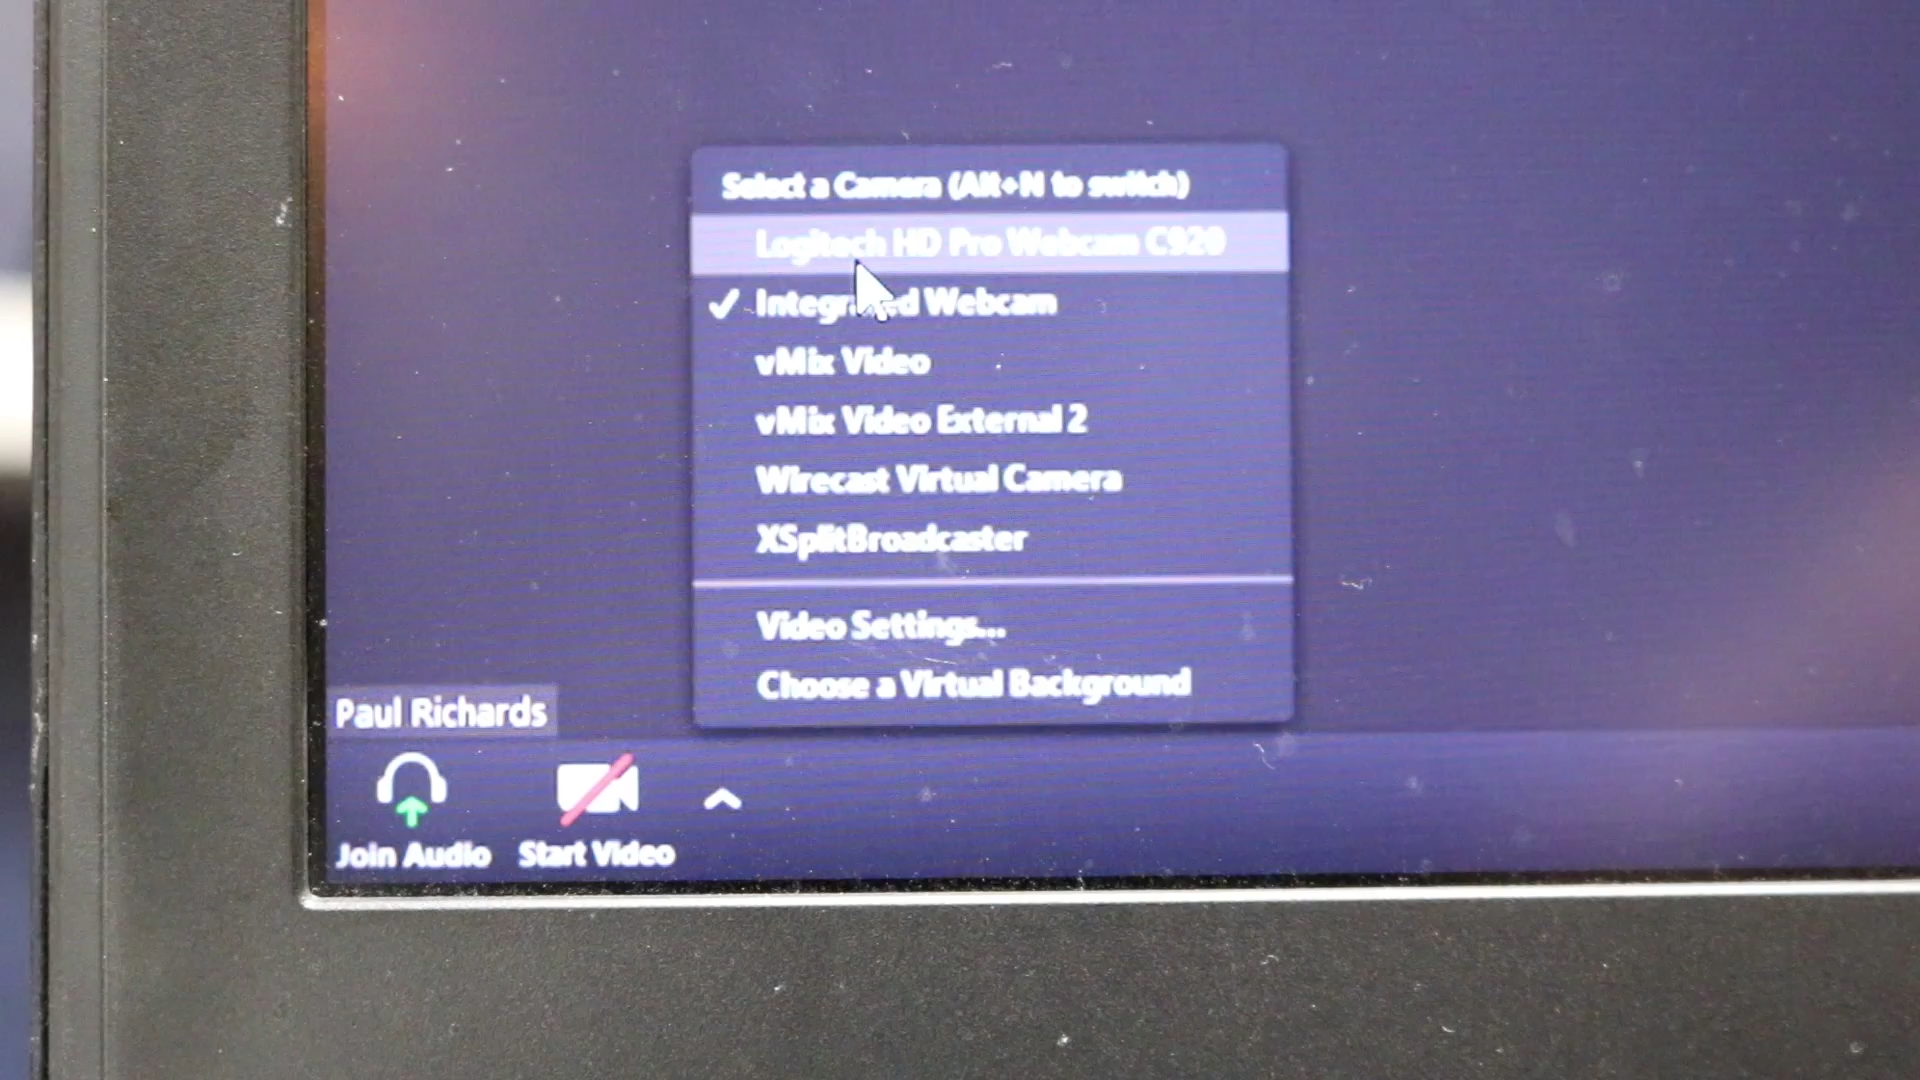 Select a Camera (Alt+N to switch)
Logitech HD Pro Webcam C920
Integrated Webcam
vMix Video
vMix Video External 2
Wirecast Virtual Camera
XSplitBroadcaster
Video Settings...
Choose a Virtual Background
Paul Richards
Join Audio
Start Video